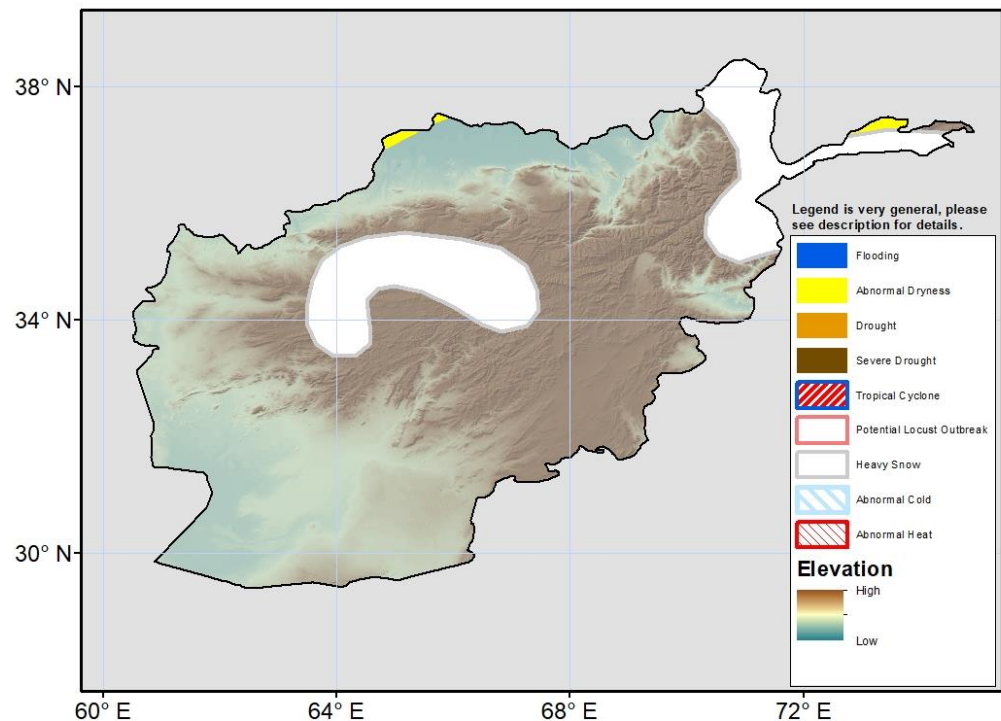 38° N
34° N
30° N
60° E
64° E
68° E
72° E
Legend is very general, please
see description for details.
Flooding
Abnormal Dryness
Drought
Severe Drought
Tropical Cyclone
Potential Locust Outbreak
Heavy Snow
Abnormal Cold
Abnormal Heat
Elevation
High
Low